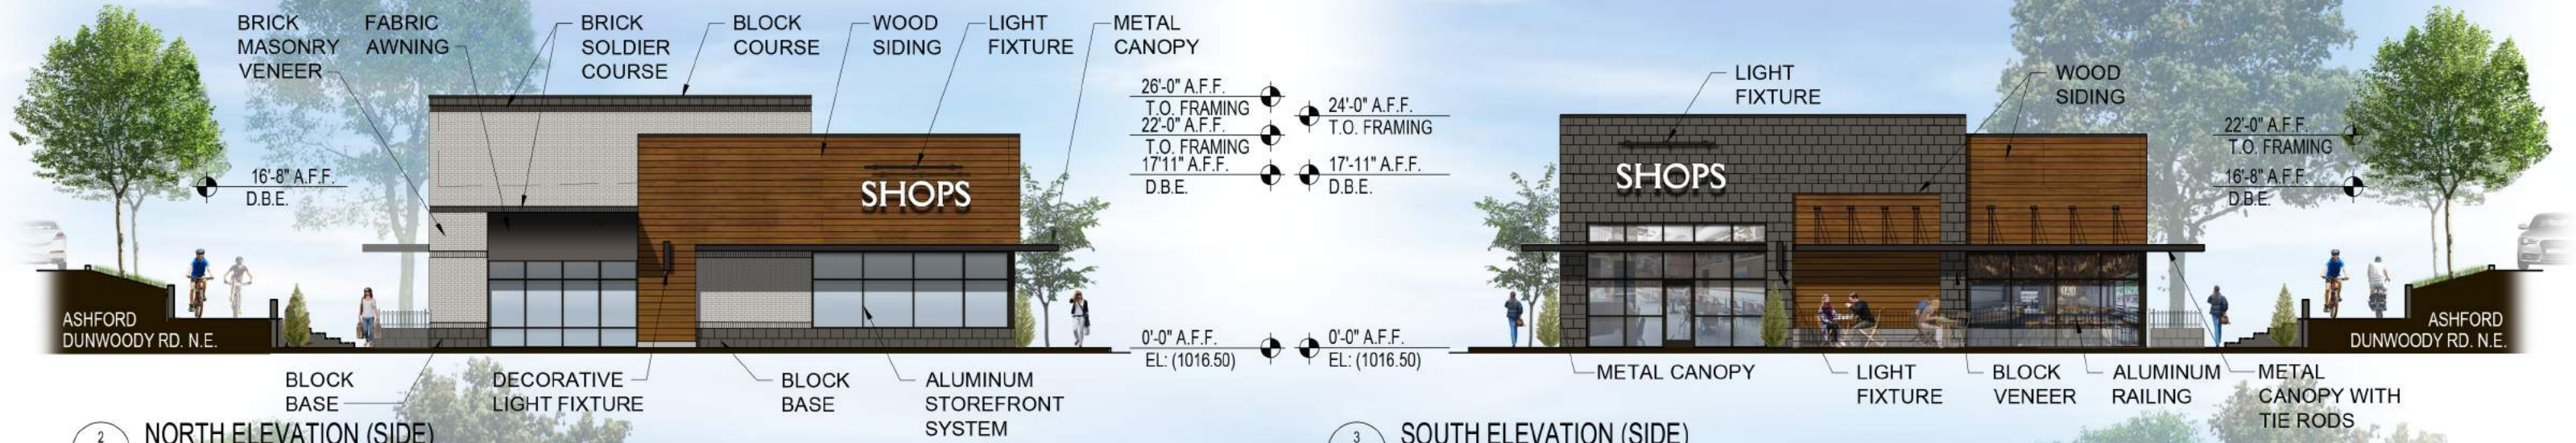 BRICK
MASONRY
VENEER
FABRIC
AWNING
BRICK
SOLDIER
COURSE
BLOCK
COURSE
WOOD
SIDING
LIGHT
FIXTURE
METAL
CANOPY
16'-8" A.F.F.
D.B.E.
SHOPS
ASHFORD
DUNWOODY RD. N.E.
BLOCK
BASE
DECORATIVE
LIGHT FIXTURE
BLOCK
BASE
ALUMINUM
STOREFRONT
SYSTEM
2
NORTH ELEVATION (SIDE)
26'-0" A.F.F.
T.O. FRAMING
22'-0" A.F.F.
T.O. FRAMING
17'11" A.F.F.
D.B.E.
0'-0" A.F.F.
EL: (1016.50)
24'-0" A.F.F.
T.O. FRAMING
17'-11" A.F.F.
D.B.E.
0'-0" A.F.F.
EL: (1016.50)
LIGHT
FIXTURE
WOOD
SIDING
SHOPS
22'-0" A.F.F.
T.O. FRAMING
16'-8" A.F.F.
D.B.E.
ASHFORD
DUNWOODY RD. N.E.
METAL CANOPY
LIGHT
FIXTURE
BLOCK
VENEER
ALUMINUM
RAILING
METAL
CANOPY WITH
TIE RODS
3
SOUTH ELEVATION (SIDE)